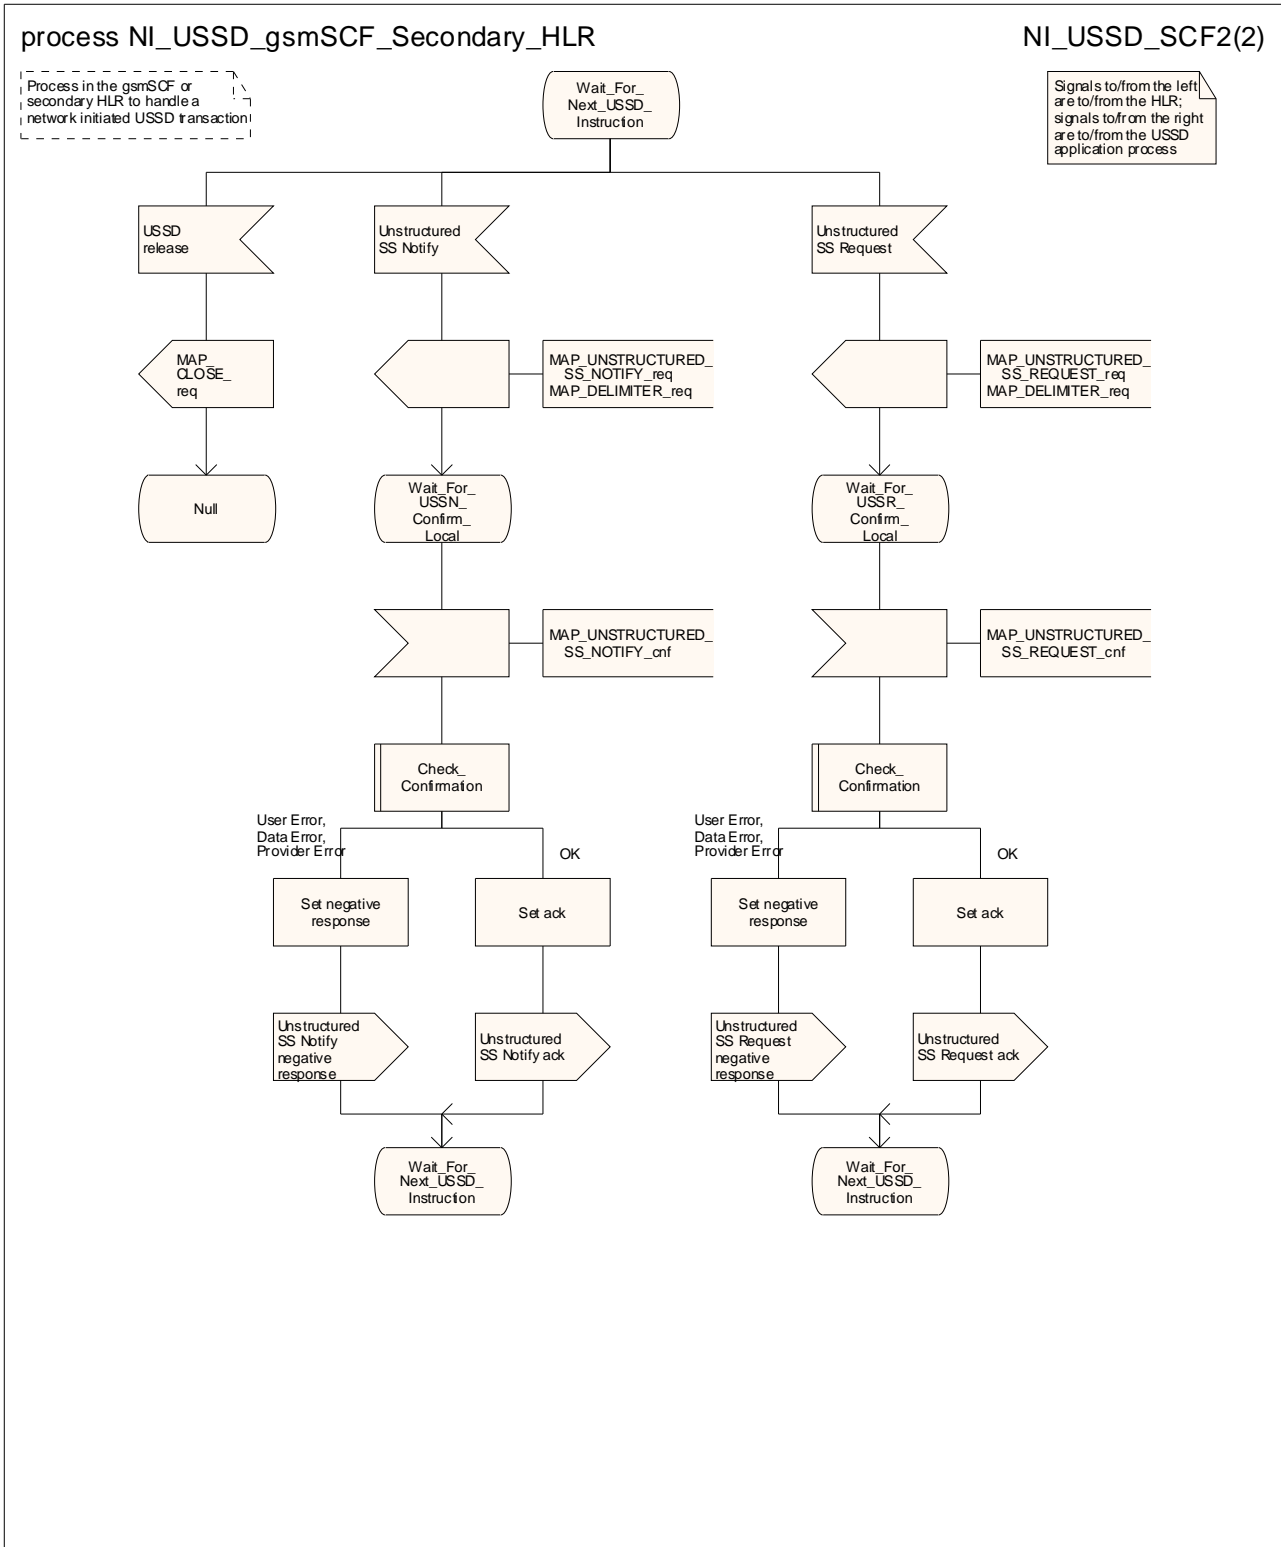 process NI_USSD_gsmSCF_Secondary_HLR
NI_USSD_SCF2(2)
Process in the gsmSCF or
secondary HLR to handle a
network initiated USSD transaction
Wait_For_
Next_USSD_
Instruction
Signals to/from the left
are to/from the HLR;
signals to/from the right
are to/from the USSD
application process
USSD
release
Unstructured
SS Notify
Unstructured
SS Request
MAP_
CLOSE_
req
MAP_UNSTRUCTURED_
SS_NOTIFY_req
MAP_DELIMITER_req
MAP_UNSTRUCTURED_
SS_REQUEST_req
MAP_DELIMITER_req
Null
Wait_For_
USSN_
Confirm_
Local
Wait_For_
USSR_
Confirm_
Local
MAP_UNSTRUCTURED_
SS_NOTIFY_cnf
MAP_UNSTRUCTURED_
SS_REQUEST_cnf
Check_
Confirmation
Check_
Confirmation
User Error,
Data Error,
Provider Error
OK
User Error,
Data Error,
Provider Error
OK
Set negative
response
Set ack
Set negative
response
Set ack
Unstructured
SS Notify
negative
response
Unstructured
SS Notify ack
Unstructured
SS Request
negative
response
Unstructured
SS Request ack
Wait_For_
Next_USSD_
Instruction
Wait_For_
Next_USSD_
Instruction